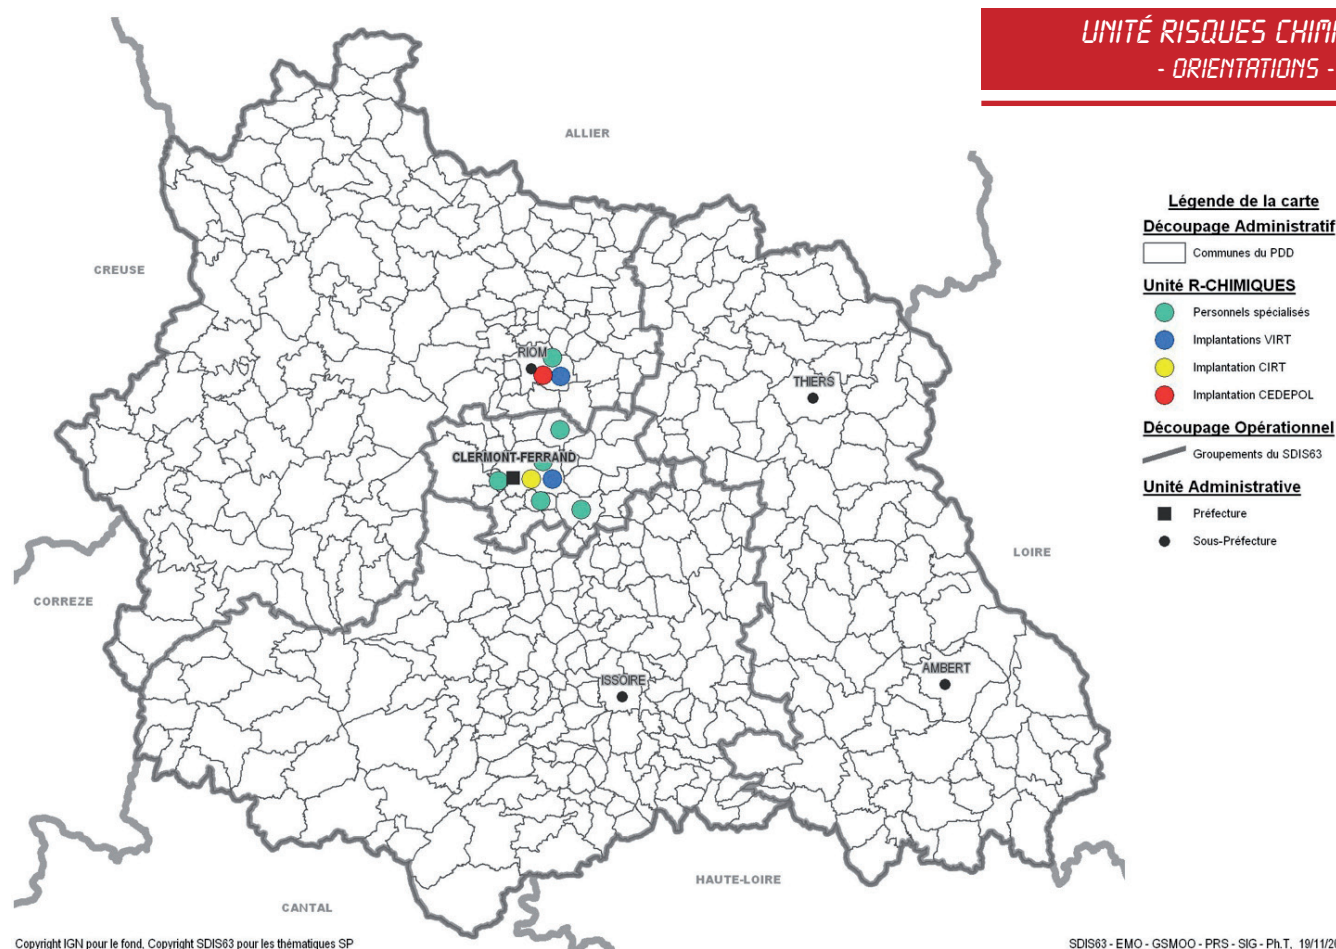 UNITÉ RISQUES CHIMI
- ORIENTATIONS -
ALLIER
CREUSE
RIOM
THIERS
CLERMONT-FERRAND
LOIRE
CORREZE
AMBERT
ISSOIRE
HAUTE-LOIRE
CANTAL
Légende de la carte
Découpage Administratif
Communes du PDD
Unité R-CHIMIQUES
Personnels spécialisés
Implantations VIRT
Implantation CIRT
Implantation CEDEPOL
Découpage Opérationnel
Groupements du SDIS63
Unité Administrative
Préfecture
Sous-Préfecture
Copyright IGN pour le fond, Copyright SDIS63 pour les thématiques SP
SDIS63 - EMO - GSMOO - PRS - SIG - Ph.T. 19/11/20